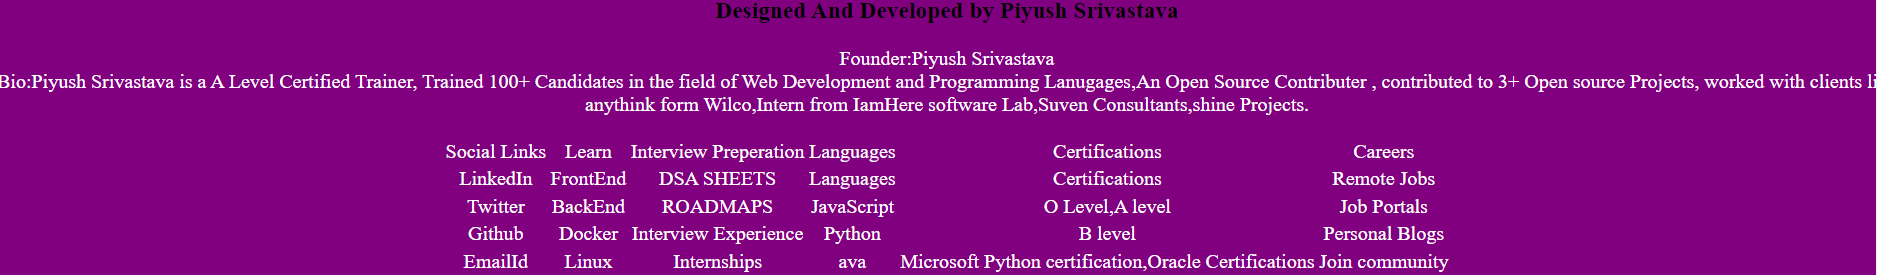 Designed And Developed by Piyush Srivastava
Founder:Piyush Srivastava
Bio:Piyush Srivastava is a A Level Certified Trainer, Trained 100+ Candidates in the field of Web Development and Programming Lanugages,An Open Source Contributer , contributed to 3+ Open source Projects, worked with clients
anythink form Wilco,Intern from IamHere software Lab,Suven Consultants,shine Projects.
Social Links Learn Interview Preperation Languages Certifications Careers
LinkedIn FrontEnd DSA SHEETS Languages Certifications Remote Jobs
Twitter BackEnd ROADMAPS JavaScript O Level,A level Job Portals
Github Docker Interview Experience Python B level Personal Blogs
EmailId Linux Internships ava Microsoft Python certification,Oracle Certifications Join community